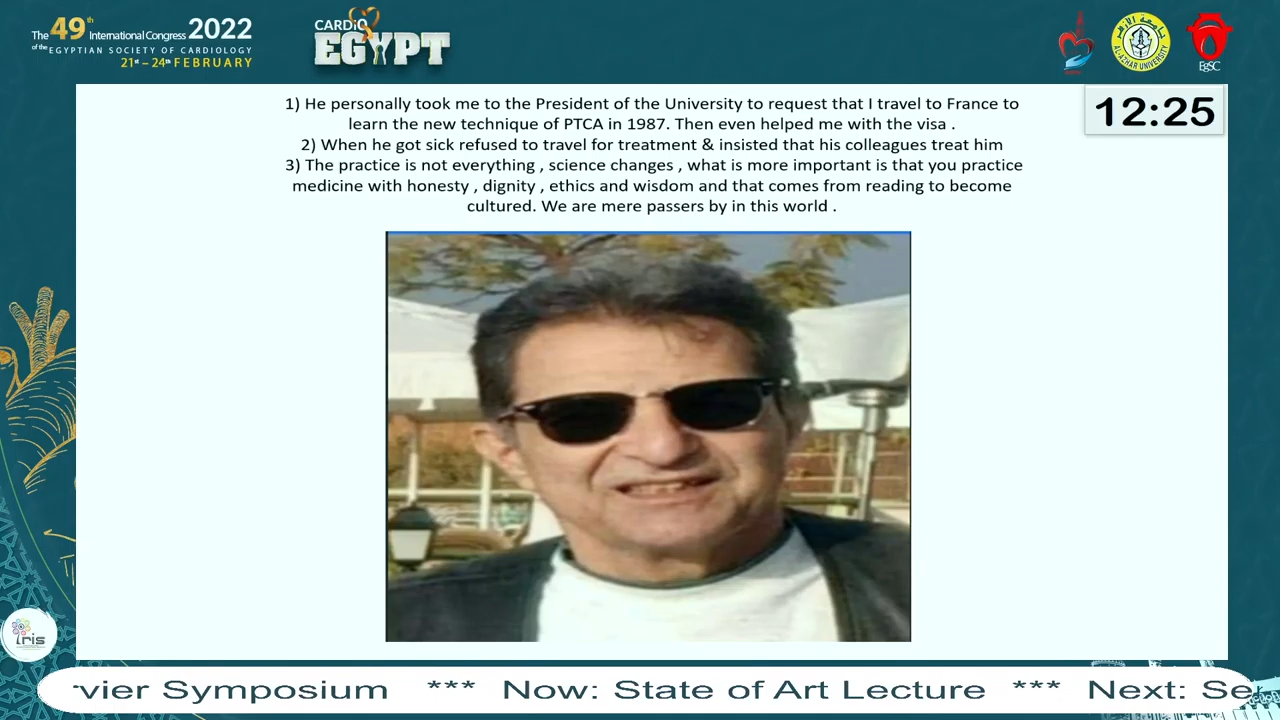 The 49th International Congress 2022
of the EGYPTIAN SOCIETY OF CARDIOLOGY
21st – 24th FEBRUARY
CARDiO
EGYPT
جامعة الأزهر
AL-AZHAR UNIVERSITY
EgSC
12:25
1) He personally took me to the President of the University to request that I travel to France to
learn the new technique of PTCA in 1987. Then even helped me with the visa .
2) When he got sick refused to travel for treatment & insisted that his colleagues treat him
3) The practice is not everything , science changes , what is more important is that you practice
medicine with honesty , dignity , ethics and wisdom and that comes from reading to become
cultured. We are mere passers by in this world .
iris
vier Symposium *** Now: State of Art Lecture *** Next: Se